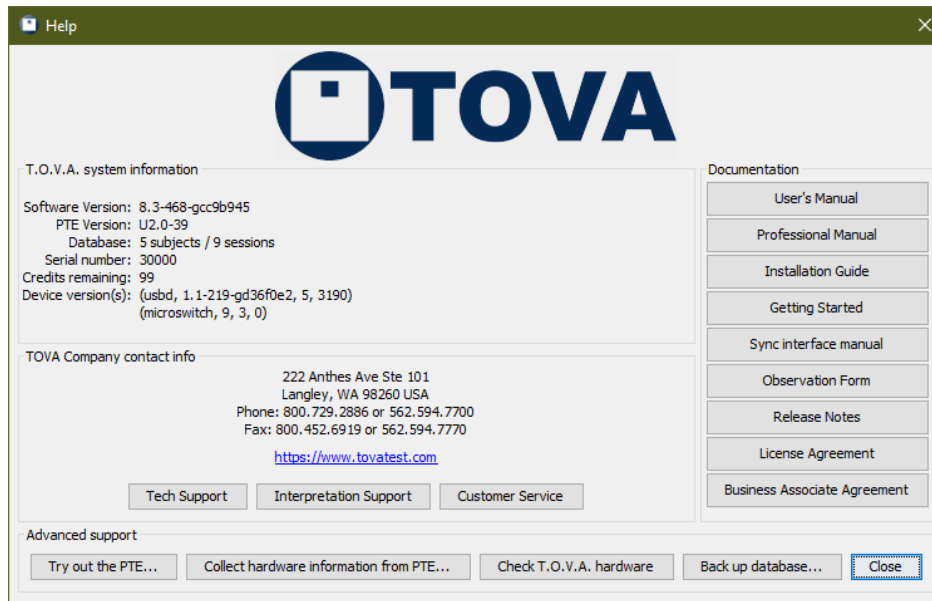 Help
TOVA
T.O.V.A. system information
Software Version: 8.3-468-gcc9b945
PTE Version: U2.0-39
Database: 5 subjects / 9 sessions
Serial number: 30000
Credits remaining: 99
Device version(s): (usbd, 1.1-219-gd36f0e2, 5, 3190)
(microswitch, 9, 3, 0)
TOVA Company contact info
222 Anthes Ave Ste 101
Langley, WA 98260 USA
Phone: 800.729.2886 or 562.594.7700
Fax: 800.452.6919 or 562.594.7770
https://www.tovatest.com
Tech Support
Interpretation Support
Customer Service
Documentation
User's Manual
Professional Manual
Installation Guide
Getting Started
Sync interface manual
Observation Form
Release Notes
License Agreement
Business Associate Agreement
Advanced support
Try out the PTE...
Collect hardware information from PTE...
Check T.O.V.A. hardware
Back up database...
Close